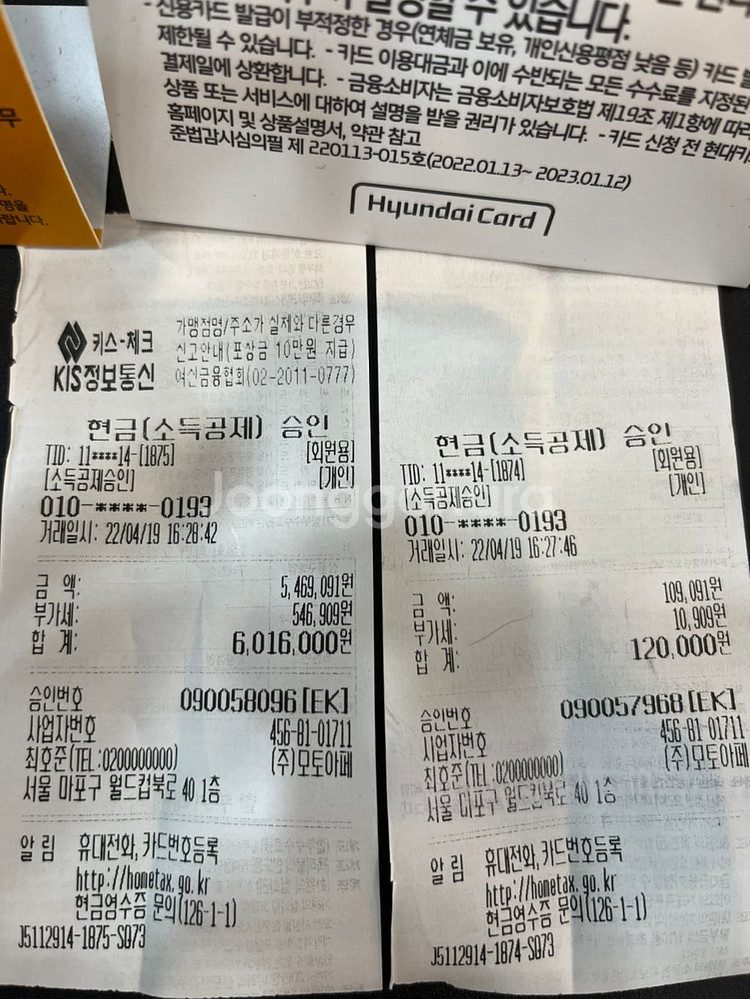 수 있습니다.
- 신용카드 발급이 부적정한 경우(연체금 보유, 개인신용평점 낮음 등) 카드
제한될 수 있습니다. - 카드 이용대금과 이에 수반되는 모든 수수료를 지정된
결제일에 상환합니다. - 금융소비자는 금융소비자보호법 제19조 제1항에 따라
상품 또는 서비스에 대하여 설명을 받을 권리가 있습니다. - 카드 신청 전 현대카
홈페이지 및 상품설명서, 약관 참고
준법감시심의필 제 220113-015호(2022.01.13~ 2023.01.12)
Hyundai Card
무
명을
랍니다.
키스-체크
KIS정보통신
가맹점명/주소가 실제와 다른경우
신고안내(포상금 10만원 지급)
여신금융협회(02-2011-0777)
현금(소득공제) 승인
TID: 11****14-[1875] [회원용]
[소득공제승인] [개인]
010-****-0193
거래일시: 22/04/19 16:28:42
금 액: 5,469,091원
부가세: 546,909원
합 계: 6,016,000원
승인번호 090058096[EK]
사업자번호 456-81-01711
최호준(TEL:0200000000) (주)모토아페
서울 마포구 월드컵북로 40 1층
알 림 휴대전화, 카드번호등록
http://hometax.go.kr
현금영수증 문의(126-1-1)
J5112914-1875-SG73
현금(소득공제) 승인
TID: 11****14-[1874] [회원용]
[소득공제승인] [개인]
010-****-0193
거래일시: 22/04/19 16:27:46
금 액: 109,091원
부가세: 10,909원
합 계: 120,000원
승인번호 090057968[EK]
사업자번호 456-81-01711
최호준(TEL:0200000000) (주)모토아페
서울 마포구 월드컵북로 40 1층
알 림 휴대전화, 카드번호등록
http://hometax.go.kr
현금영수증 문의(126-1-1)
J5112914-1874-SG73
Joonggonara